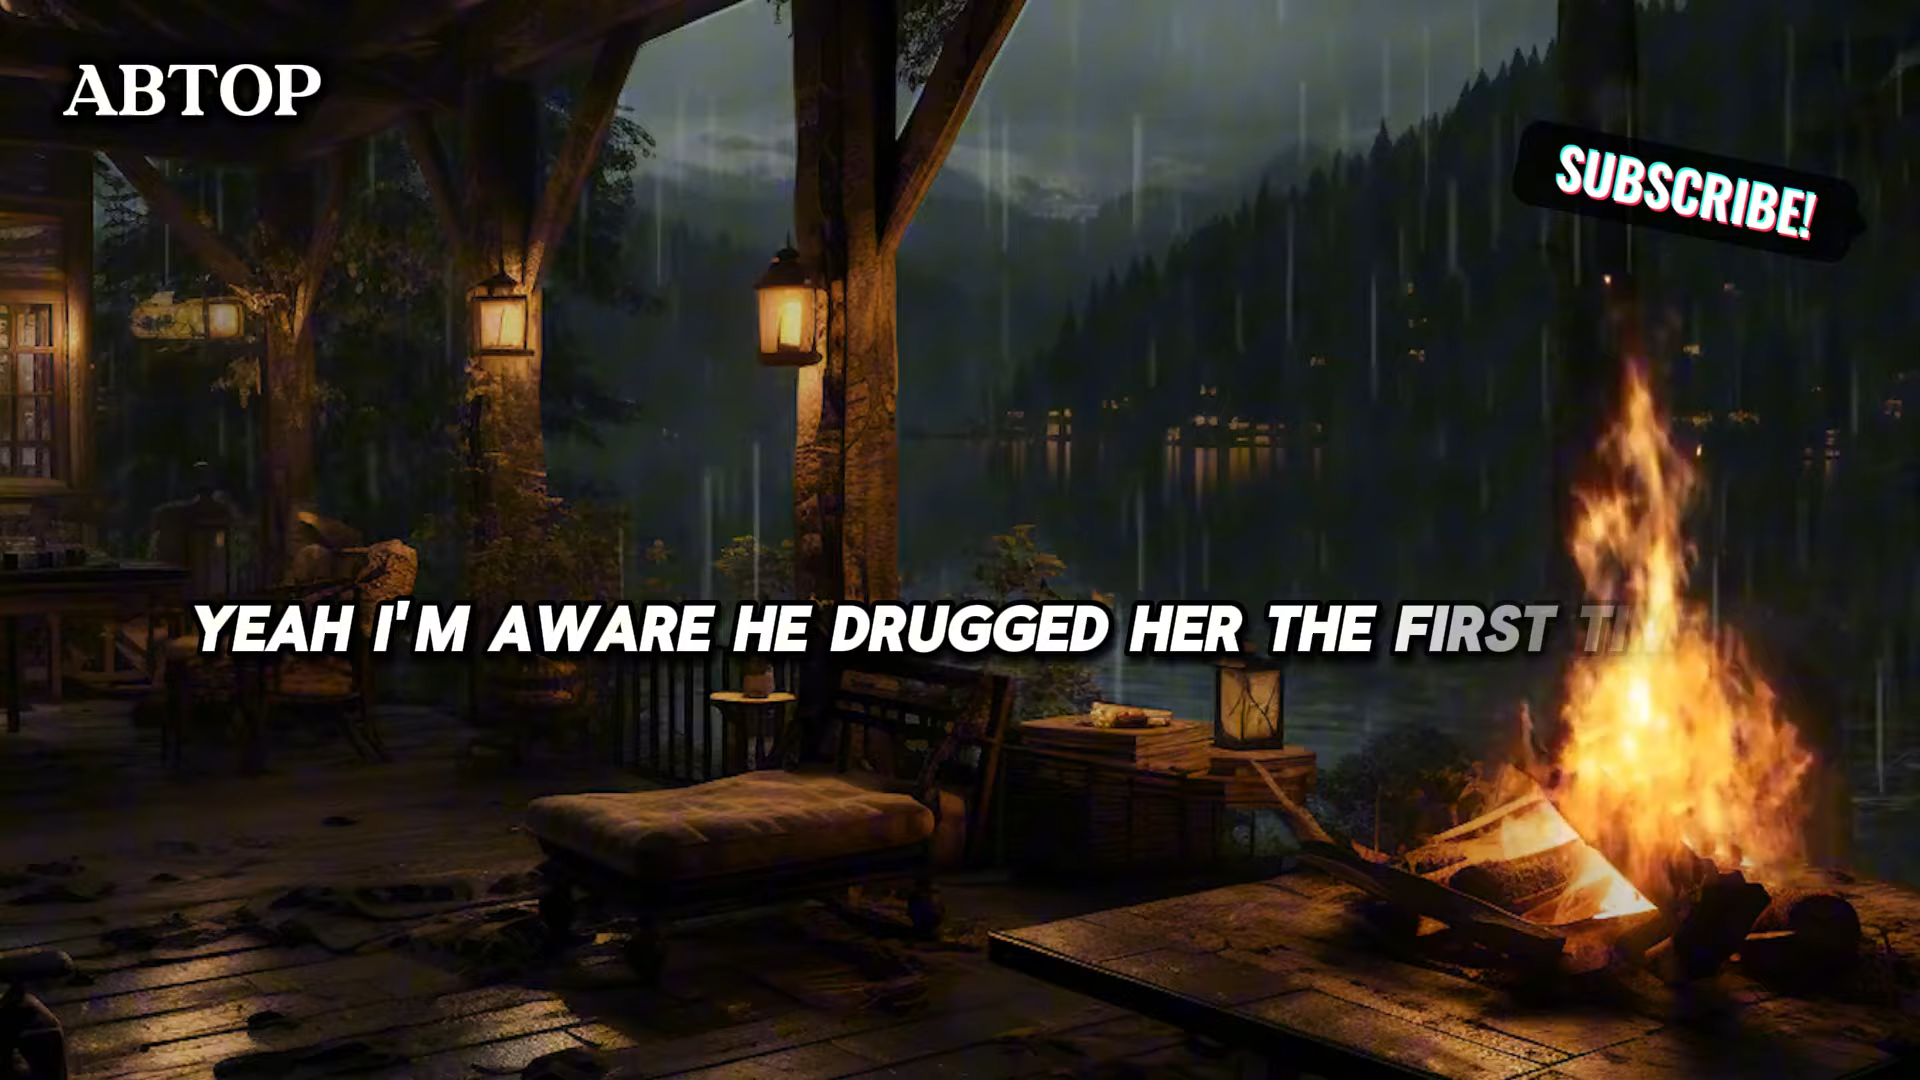 ABTOP
SUBSCRIBE!
YEAH I'M AWARE HE DRUGGED HER THE FIRST